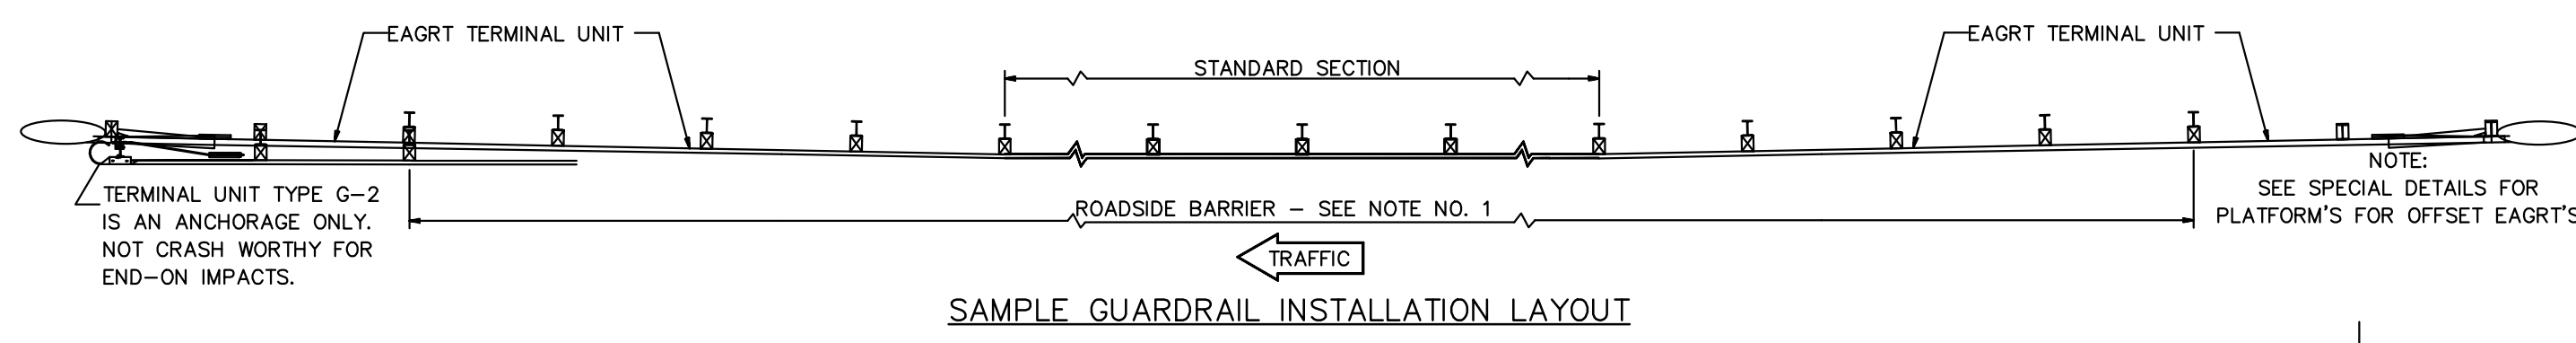 EAGRT TERMINAL UNIT
EAGRT TERMINAL UNIT
STANDARD SECTION
TERMINAL UNIT TYPE G-2
IS AN ANCHORAGE ONLY.
NOT CRASH WORTHY FOR
END-ON IMPACTS.
ROADSIDE BARRIER - SEE NOTE NO. 1
NOTE:
SEE SPECIAL DETAILS FOR
PLATFORM'S FOR OFFSET EAGRT'S
TRAFFIC
SAMPLE GUARDRAIL INSTALLATION LAYOUT